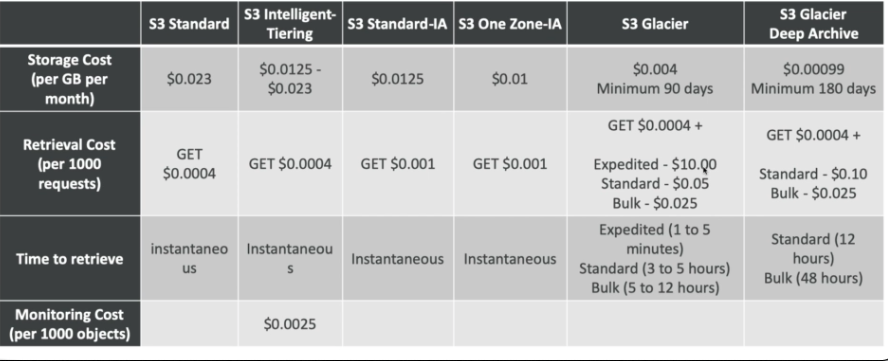 S3 Standard
S3 Intelligent-
Tiering
S3 Standard-IA
S3 One Zone-IA
S3 Glacier
S3 Glacier
Deep Archive
Storage Cost
(per GB per
month)
$0.023
$0.0125 -
$0.023
$0.0125
$0.01
$0.004
Minimum 90 days
$0.00099
Minimum 180 days
Retrieval Cost
(per 1000
requests)
GET
$0.0004
GET $0.0004
GET $0.001
GET $0.001
GET $0.0004 +
Expedited - $10.00
Standard - $0.05
Bulk - $0.025
GET $0.0004 +
Standard - $0.10
Bulk - $0.025
Time to retrieve
instantaneo
us
Instantaneou
s
Instantaneous
Instantaneous
Expedited (1 to 5
minutes)
Standard (3 to 5 hours)
Bulk (5 to 12 hours)
Standard (12
hours)
Bulk (48 hours)
Monitoring Cost
(per 1000 objects)
$0.0025